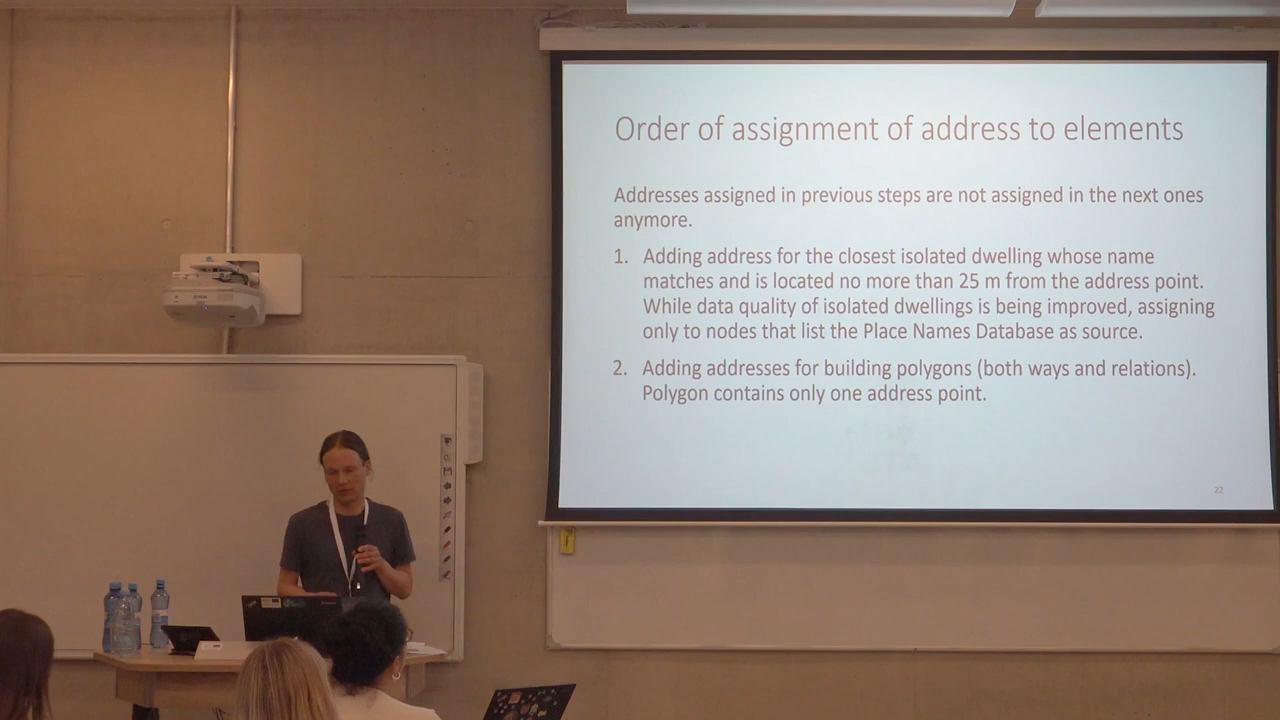 Order of assignment of address to elements
Addresses assigned in previous steps are not assigned in the next ones
anymore.
1. Adding address for the closest isolated dwelling whose name
matches and is located no more than 25 m from the address point.
While data quality of isolated dwellings is being improved, assigning
only to nodes that list the Place Names Database as source.
2. Adding addresses for building polygons (both ways and relations).
Polygon contains only one address point.
22
EPSON